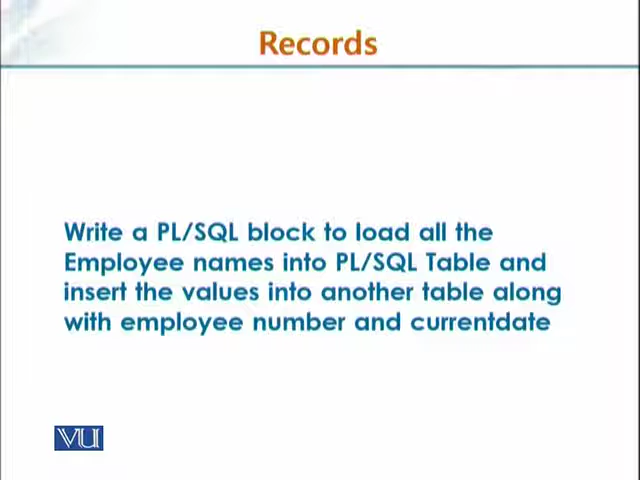 Records
Write a PL/SQL block to load all the
Employee names into PL/SQL Table and
insert the values into another table along
with employee number and currentdate
VU